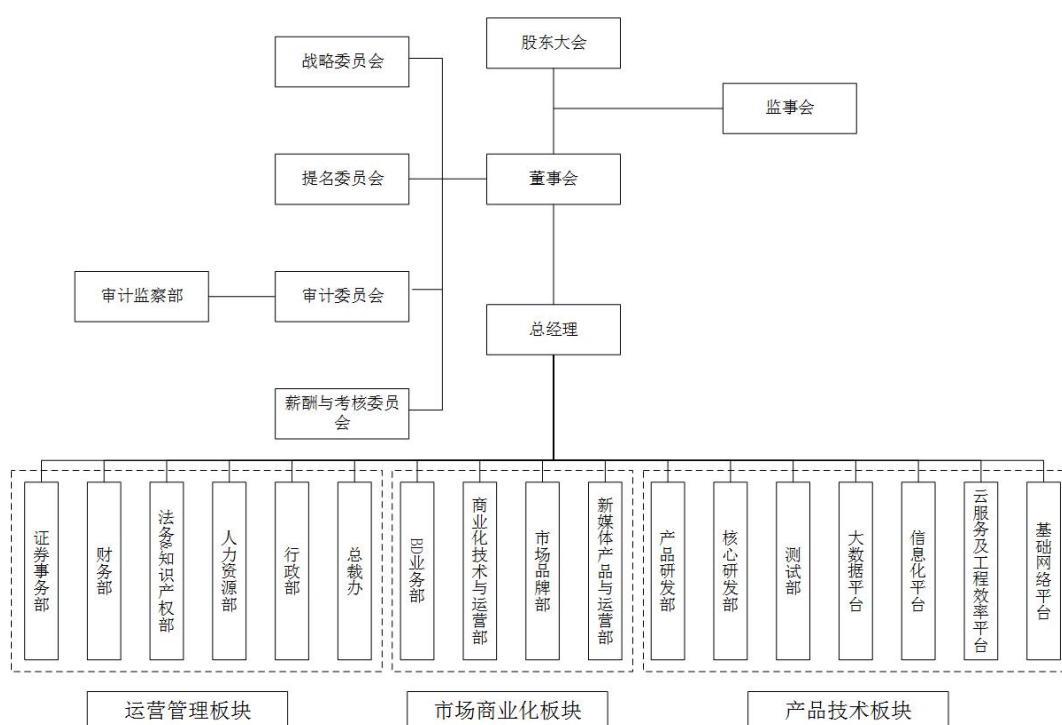 股东大会
战略委员会
监事会
提名委员会
董事会
审计监察部
审计委员会
总经理
薪酬与考核委员
会
证券事务部
财务部
法务&知识产权部
人力资源部
行政部
总裁办
BD业务部
商业化技术与运营部
市场品牌部
新媒体产品与运营部
产品研发部
核心研发部
测试部
大数据平台
信息化平台
云服务及工程效率平台
基础网络平台
运营管理板块
市场商业化板块
产品技术板块